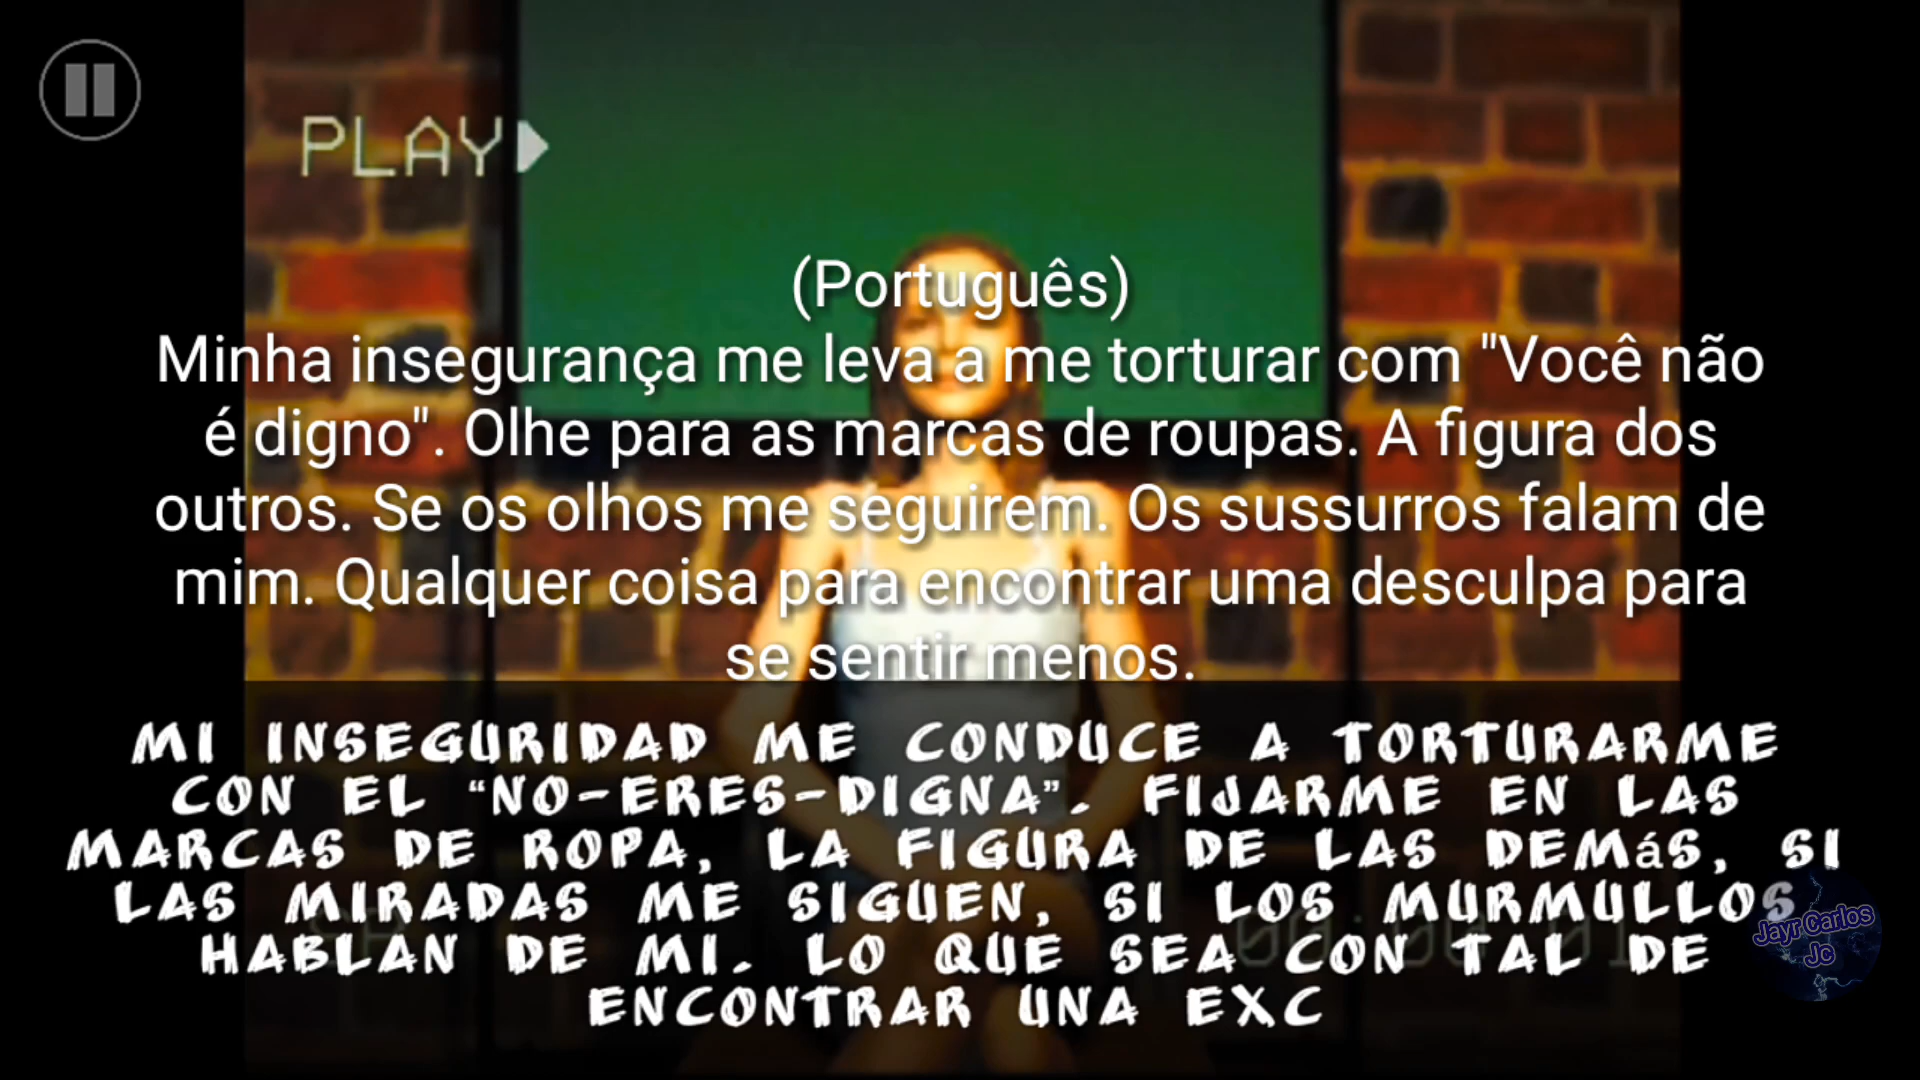 PLAY
(Português)
Minha insegurança me leva a me torturar com "Você não
é digno". Olhe para as marcas de roupas. A figura dos
outros. Se os olhos me seguirem. Os sussurros falam de
mim. Qualquer coisa para encontrar uma desculpa para
se sentir menos.
MI INSEGURIDAD ME CONDUCE A TORTURARME
CON EL “NO-ERES-DIGNA”. FIJARME EN LAS
MARCAS DE ROPA, LA FIGURA DE LAS DEMáS, SI
LAS MIRADAS ME SIGUEN, SI LOS MURMULLOS
HABLAN DE MI. LO QUE SEA CON TAL DE
ENCONTRAR UNA EXC
Jayr Carlos
Jc